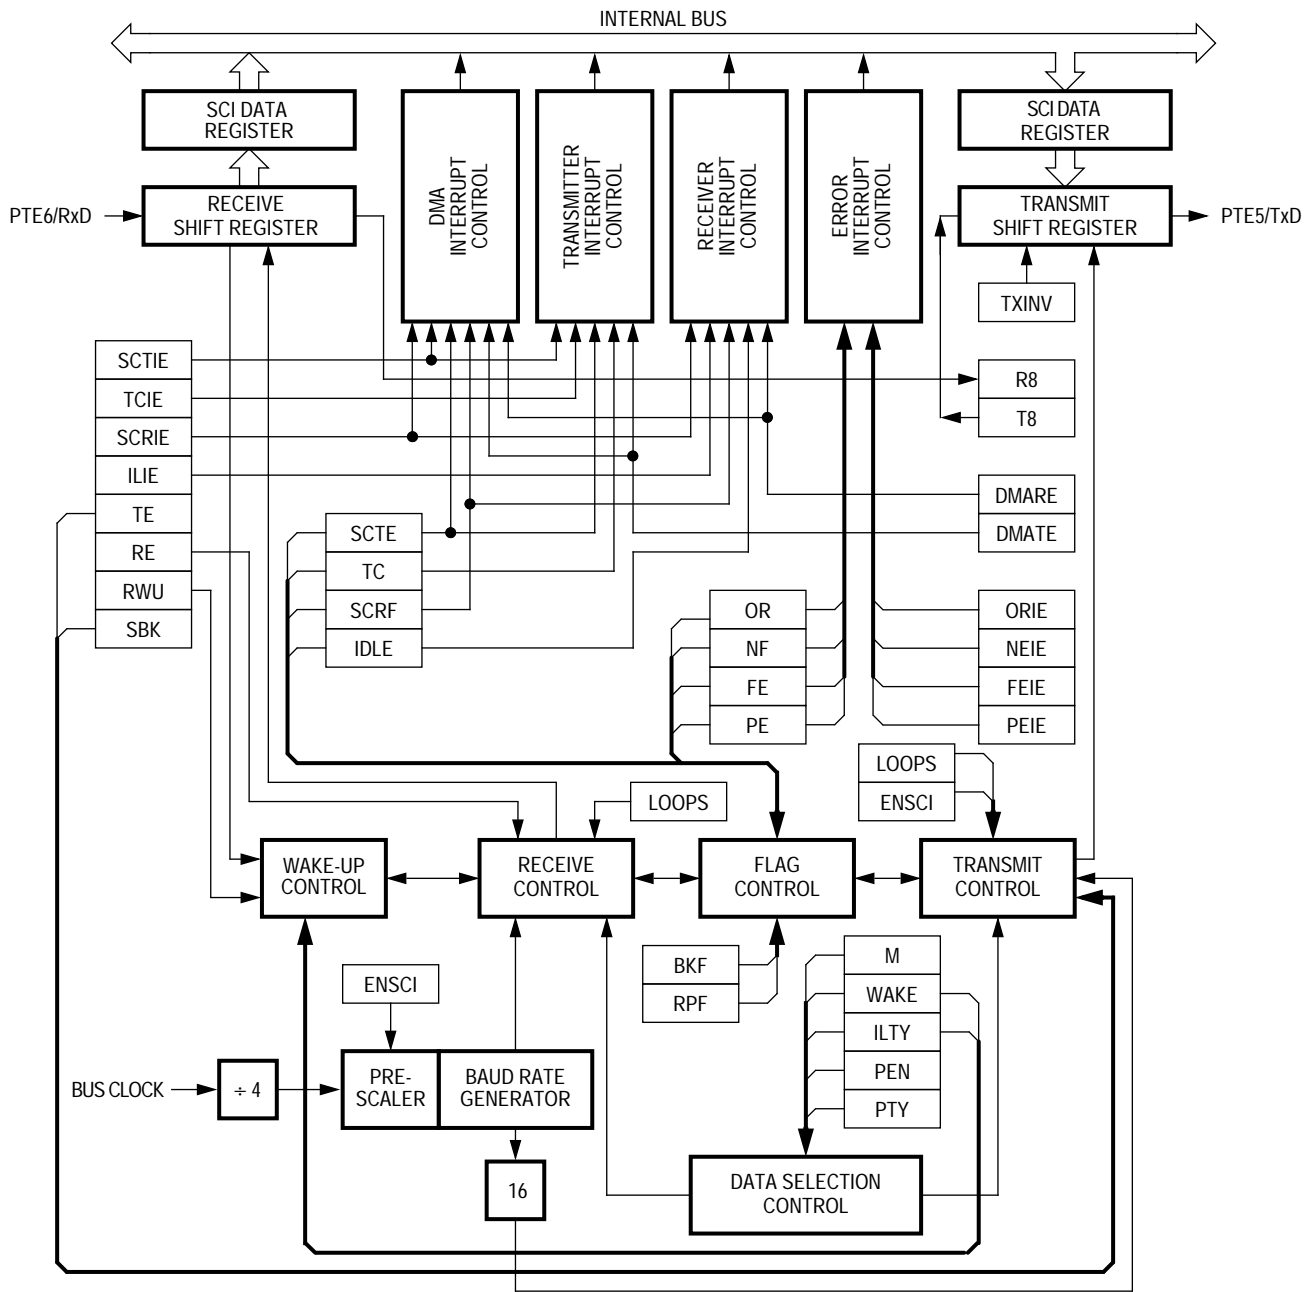 INTERNAL BUS
SCI DATA
REGISTER
SCI DATA
REGISTER
DMA
INTERRUPT
CONTROL
TRANSMITTER
INTERRUPT
CONTROL
RECEIVER
INTERRUPT
CONTROL
ERROR
INTERRUPT
CONTROL
PTE6/RxD
RECEIVE
SHIFT REGISTER
TRANSMIT
SHIFT REGISTER
PTE5/TxD
TXINV
SCTIE
TCIE
SCRIE
ILIE
TE
RE
RWU
SBK
R8
T8
DMARE
DMATE
SCTE
TC
SCRF
IDLE
OR
NF
FE
PE
ORIE
NEIE
FEIE
PEIE
LOOPS
ENSCI
LOOPS
WAKE-UP
CONTROL
RECEIVE
CONTROL
FLAG
CONTROL
TRANSMIT
CONTROL
BKF
RPF
M
WAKE
ILTY
PEN
PTY
ENSCI
BUS CLOCK
÷ 4
PRE-
SCALER
BAUD RATE
GENERATOR
16
DATA SELECTION
CONTROL